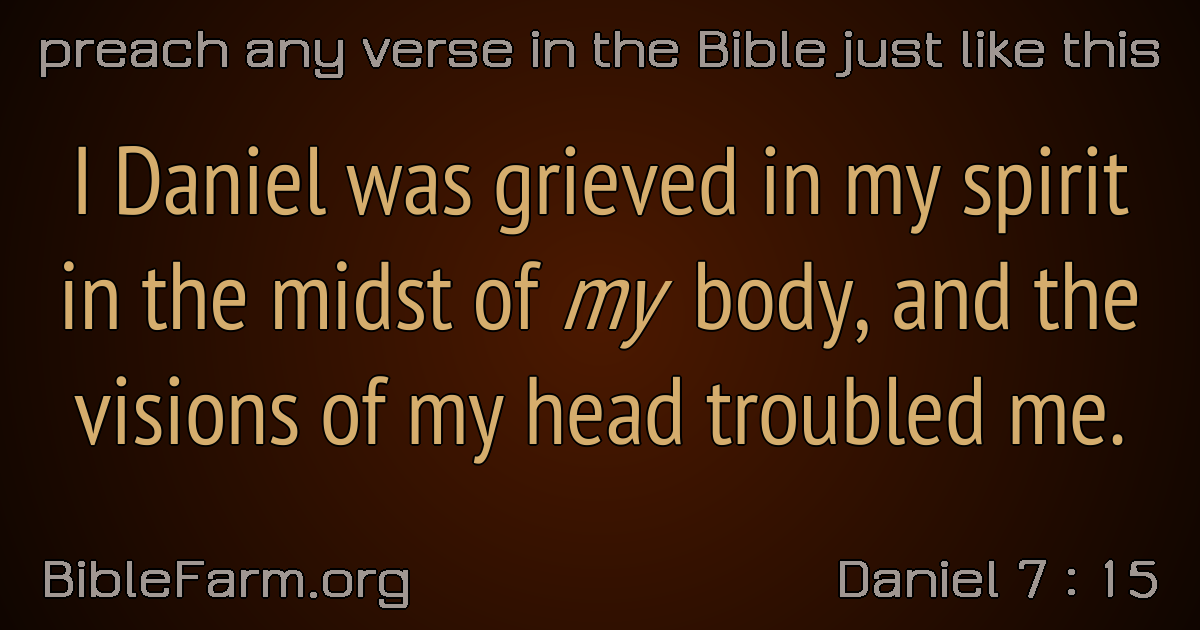 preach any verse in the Bible just like this
I Daniel was grieved in my spirit
in the midst of my body, and the
visions of my head troubled me.
BibleFarm.org
Daniel 7 : 15